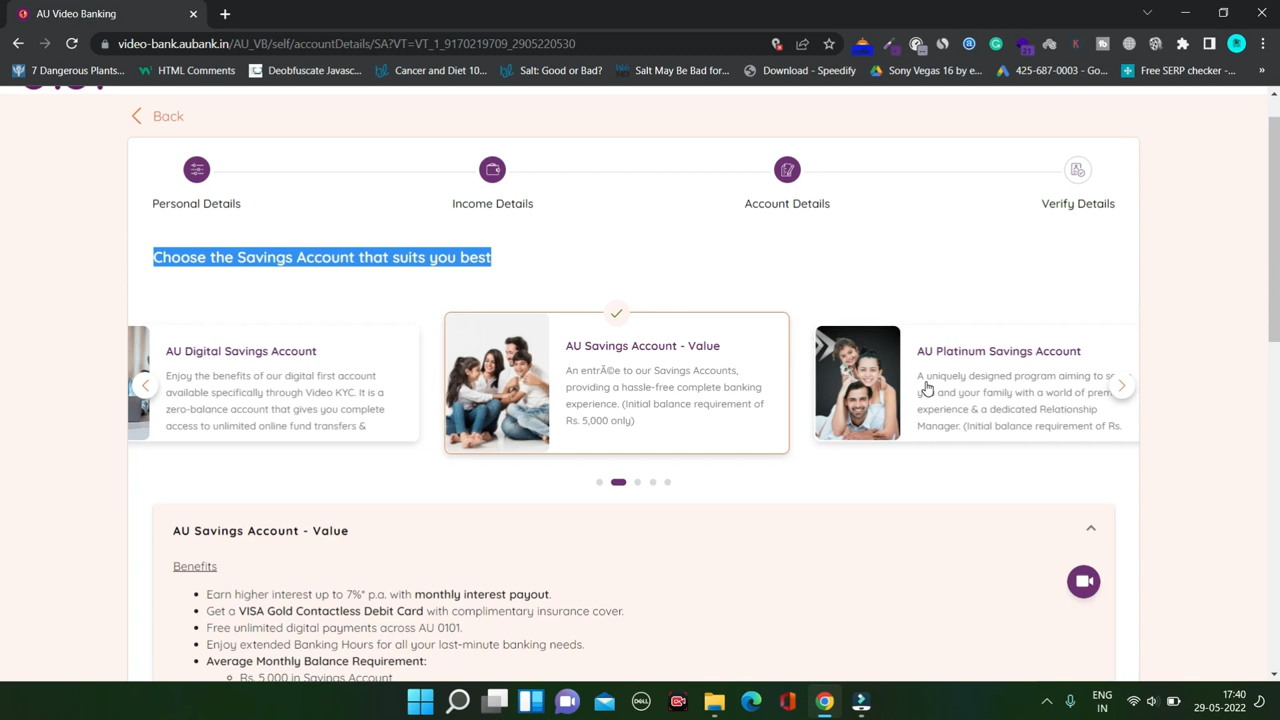 AU Video Banking
video-bank.aubank.in/AU_VB/self/accountDetails/SA?VT=VT_1_9170219709_2905220530
21
7 Dangerous Plants...
HTML Comments
Deobfuscate Javasc...
Cancer and Diet 10...
Salt: Good or Bad?
Salt May Be Bad for...
Download - Speedify
Sony Vegas 16 by e...
425-687-0003 - Go...
Free SERP checker -...
Back
Personal Details
Income Details
Account Details
Verify Details
Choose the Savings Account that suits you best
AU Digital Savings Account
Enjoy the benefits of our digital first account
available specifically through Video KYC. It is a
zero-balance account that gives you complete
access to unlimited online fund transfers &
AU Savings Account - Value
An entrÃ©e to our Savings Accounts,
providing a hassle-free complete banking
experience. (Initial balance requirement of
Rs. 5,000 only)
AU Platinum Savings Account
A uniquely designed program aiming to
and your family with a world of
experience & a dedicated Relationship
Manager. (Initial balance requirement of Rs.
AU Savings Account - Value
Benefits
Earn higher interest up to 7%* p.a. with monthly interest payout.
Get a VISA Gold Contactless Debit Card with complimentary insurance cover.
Free unlimited digital payments across AU 0101.
Enjoy extended Banking Hours for all your last-minute banking needs.
Average Monthly Balance Requirement:
Rs. 5,000 in Savings Account
DELL
ENG
IN
17:40
29-05-2022